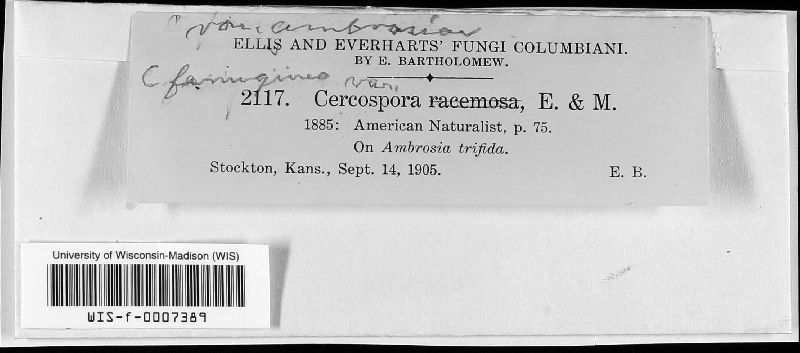 C var. ambrosiae
ELLIS AND EVERHARTS' FUNGI COLUMBIANI.
BY E. BARTHOLOMEW.
C ferruginea var.
2117. Cercospora racemosa, E. & M.
1885: American Naturalist, p. 75.
On Ambrosia trifida.
Stockton, Kans., Sept. 14, 1905. E. B.
University of Wisconsin-Madison (WIS)
WIS-f-0007389